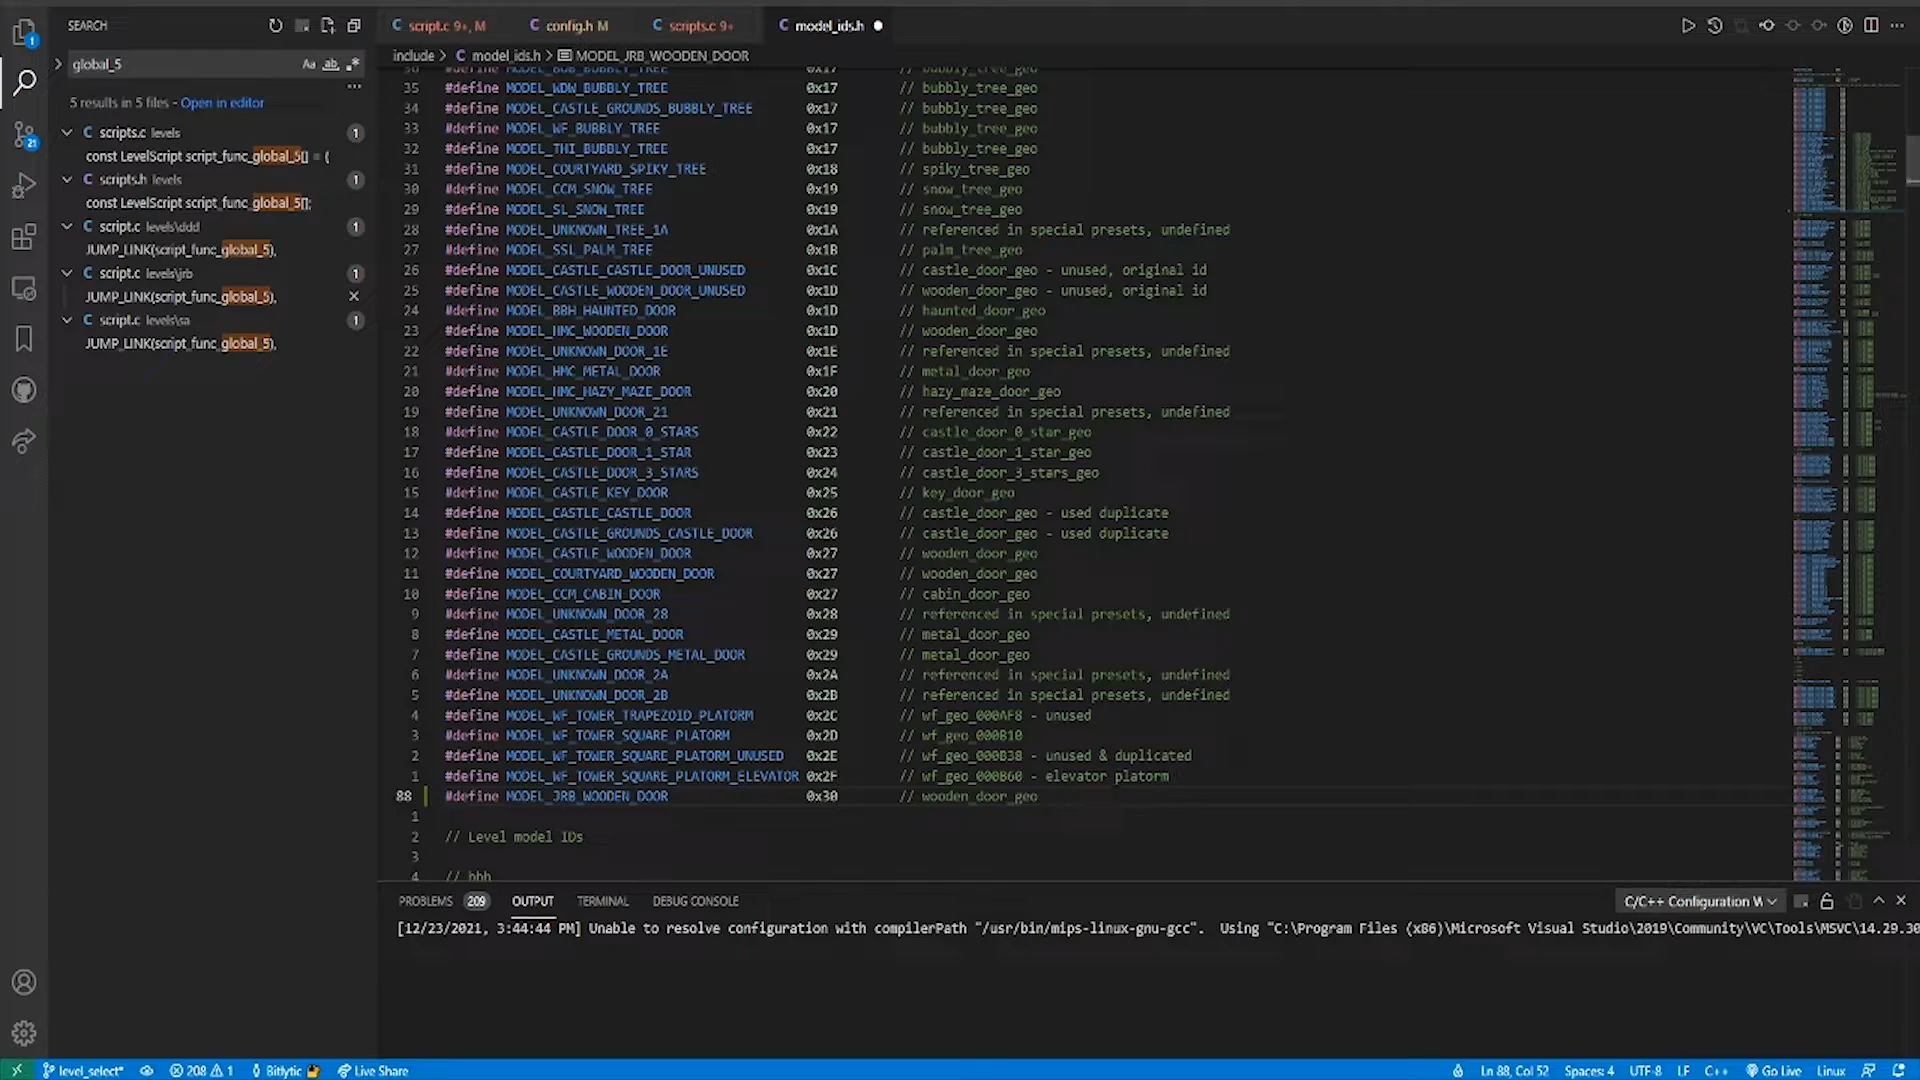 SEARCH
global_5
Aa ab .*
5 results in 5 files - Open in editor
C scripts.c levels 1
const LevelScript script_func_global_5[] = {
C scripts.h levels 1
const LevelScript script_func_global_5[];
C script.c levels\ddd 1
JUMP_LINK(script_func_global_5),
C script.c levels\jrb 1
JUMP_LINK(script_func_global_5),
C script.c levels\sa 1
JUMP_LINK(script_func_global_5),
1
21
C script.c 9+, M
C config.h M
C scripts.c 9+
C model_ids.h
include > C model_ids.h > MODEL_JRB_WOODEN_DOOR
36 #define MODEL_BOB_BUBBLY_TREE 0x17 // bubbly_tree_geo
35 #define MODEL_WDW_BUBBLY_TREE 0x17 // bubbly_tree_geo
34 #define MODEL_CASTLE_GROUNDS_BUBBLY_TREE 0x17 // bubbly_tree_geo
33 #define MODEL_WF_BUBBLY_TREE 0x17 // bubbly_tree_geo
32 #define MODEL_THI_BUBBLY_TREE 0x17 // bubbly_tree_geo
31 #define MODEL_COURTYARD_SPIKY_TREE 0x18 // spiky_tree_geo
30 #define MODEL_CCM_SNOW_TREE 0x19 // snow_tree_geo
29 #define MODEL_SL_SNOW_TREE 0x19 // snow_tree_geo
28 #define MODEL_UNKNOWN_TREE_1A 0x1A // referenced in special presets, undefined
27 #define MODEL_SSL_PALM_TREE 0x1B // palm_tree_geo
26 #define MODEL_CASTLE_CASTLE_DOOR_UNUSED 0x1C // castle_door_geo - unused, original id
25 #define MODEL_CASTLE_WOODEN_DOOR_UNUSED 0x1D // wooden_door_geo - unused, original id
24 #define MODEL_BBH_HAUNTED_DOOR 0x1D // haunted_door_geo
23 #define MODEL_HMC_WOODEN_DOOR 0x1D // wooden_door_geo
22 #define MODEL_UNKNOWN_DOOR_1E 0x1E // referenced in special presets, undefined
21 #define MODEL_HMC_METAL_DOOR 0x1F // metal_door_geo
20 #define MODEL_HMC_HAZY_MAZE_DOOR 0x20 // hazy_maze_door_geo
19 #define MODEL_UNKNOWN_DOOR_21 0x21 // referenced in special presets, undefined
18 #define MODEL_CASTLE_DOOR_0_STARS 0x22 // castle_door_0_star_geo
17 #define MODEL_CASTLE_DOOR_1_STAR 0x23 // castle_door_1_star_geo
16 #define MODEL_CASTLE_DOOR_3_STARS 0x24 // castle_door_3_stars_geo
15 #define MODEL_CASTLE_KEY_DOOR 0x25 // key_door_geo
14 #define MODEL_CASTLE_CASTLE_DOOR 0x26 // castle_door_geo - used duplicate
13 #define MODEL_CASTLE_GROUNDS_CASTLE_DOOR 0x26 // castle_door_geo - used duplicate
12 #define MODEL_CASTLE_WOODEN_DOOR 0x27 // wooden_door_geo
11 #define MODEL_COURTYARD_WOODEN_DOOR 0x27 // wooden_door_geo
10 #define MODEL_CCM_CABIN_DOOR 0x27 // cabin_door_geo
9 #define MODEL_UNKNOWN_DOOR_28 0x28 // referenced in special presets, undefined
8 #define MODEL_CASTLE_METAL_DOOR 0x29 // metal_door_geo
7 #define MODEL_CASTLE_GROUNDS_METAL_DOOR 0x29 // metal_door_geo
6 #define MODEL_UNKNOWN_DOOR_2A 0x2A // referenced in special presets, undefined
5 #define MODEL_UNKNOWN_DOOR_2B 0x2B // referenced in special presets, undefined
4 #define MODEL_WF_TOWER_TRAPEZOID_PLATORM 0x2C // wf_geo_000AF8 - unused
3 #define MODEL_WF_TOWER_SQUARE_PLATORM 0x2D // wf_geo_000B10
2 #define MODEL_WF_TOWER_SQUARE_PLATORM_UNUSED 0x2E // wf_geo_000B38 - unused & duplicated
1 #define MODEL_WF_TOWER_SQUARE_PLATORM_ELEVATOR 0x2F // wf_geo_000B60 - elevator platorm
88 #define MODEL_JRB_WOODEN_DOOR 0x30 // wooden_door_geo
1
2 // Level model IDs
3
4 // bbh
PROBLEMS 209 OUTPUT TERMINAL DEBUG CONSOLE C/C++ Configuration W
[12/23/2021, 3:44:44 PM] Unable to resolve configuration with compilerPath "/usr/bin/mips-linux-gnu-gcc". Using "C:\Program Files (x86)\Microsoft Visual Studio\2019\Community\VC\Tools\MSVC\14.29.30
level_select* 208 1 Bitlytic Live Share Ln 88, Col 52 Spaces: 4 UTF-8 LF C++ Go Live Linux